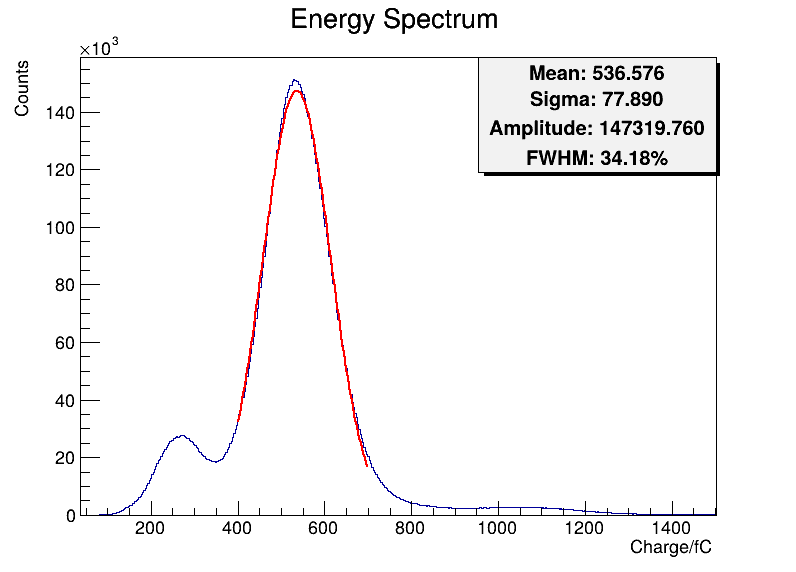 Energy Spectrum
×10³
Counts
Mean: 536.576
Sigma: 77.890
Amplitude: 147319.760
FWHM: 34.18%
140
120
100
80
60
40
20
0
200 400 600 800 1000 1200 1400
Charge/fC